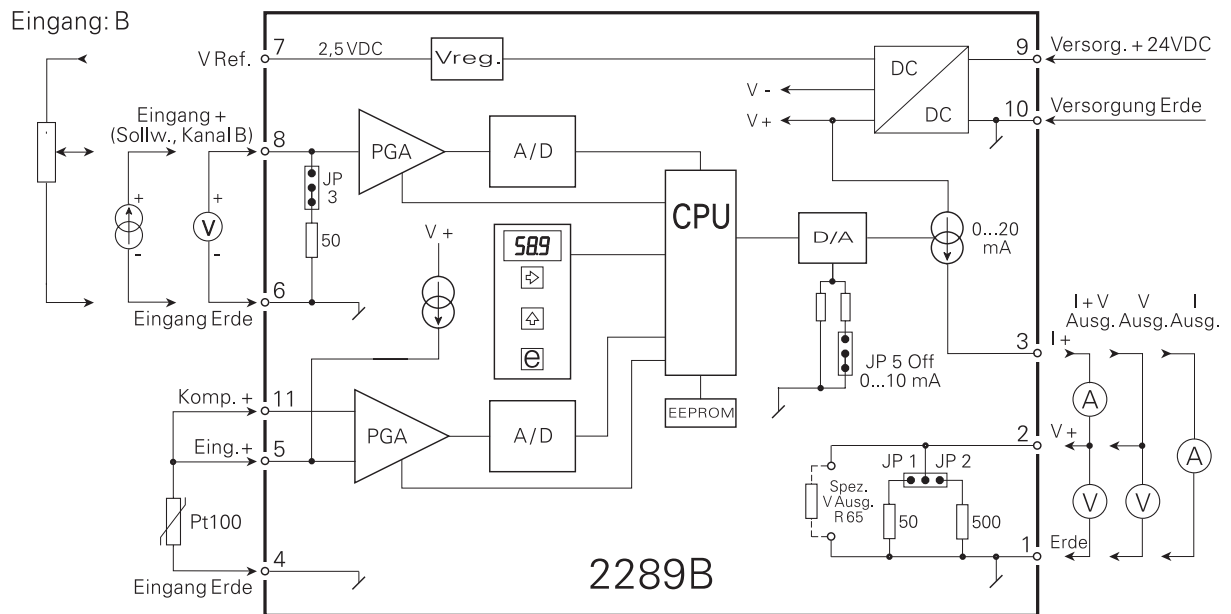 Eingang: B
V Ref.
7
2,5 VDC
Vreg.
DC
DC
9
Versorg. + 24VDC
V -
V +
10
Versorgung Erde
Eingang +
(Sollw., Kanal B)
8
PGA
A/D
JP
3
50
CPU
+
-
+
V
-
V +
58.9
e
D/A
0...20
mA
6
Eingang Erde
I + V
Ausg.
V
Ausg.
I
Ausg.
3
I +
JP 5 Off
0...10 mA
Komp. +
11
PGA
A/D
EEPROM
A
Eing. +
5
2
V +
A
JP 1
JP 2
Spez.
V Ausg.
R 65
50
500
V
V
Pt100
1
Erde
4
Eingang Erde
2289B